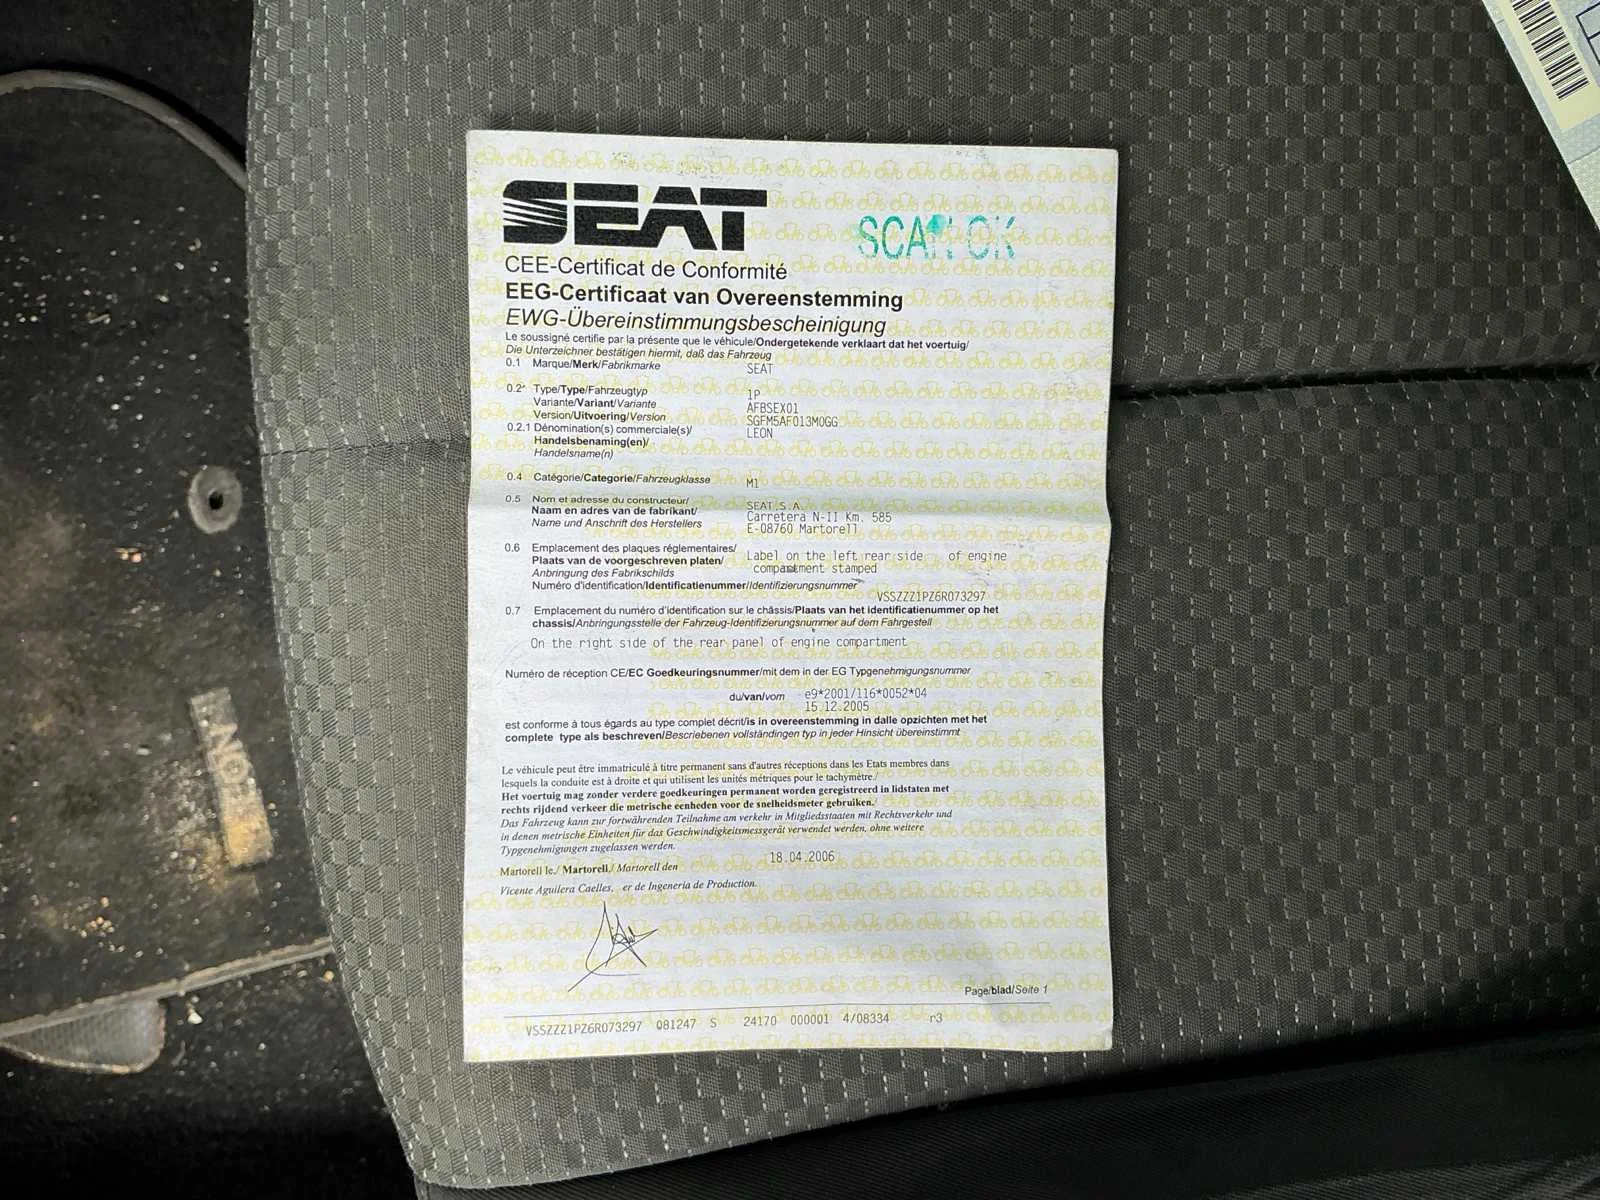 SEAT
SCAN OK
CEE-Certificat de Conformité
EEG-Certificaat van Overeenstemming
EWG-Übereinstimmungsbescheinigung
Le soussigné certifie par la présente que le véhicule/Ondergetekende verklaart dat het voertuig/
Die Unterzeichner bestätigen hiermit, daß das Fahrzeug
0.1 Marque/Merk/Fabrikmarke SEAT
0.2 Type/Type/Fahrzeugtyp 1P
Variante/Variant/Variante AFBSEX01
Version/Uitvoering/Version SGFM5AF013M0GG
0.2.1 Dénomination(s) commerciale(s)/ LEON
Handelsbenaming(en)/
Handelsname(n)
0.4 Catégorie/Categorie/Fahrzeugklasse M1
0.5 Nom et adresse du constructeur/ SEAT,S.A.
Naam en adres van de fabrikant/ Carretera N-II Km. 585
Name und Anschrift des Herstellers E-08760 Martorell
0.6 Emplacement des plaques réglementaires/ Label on the left rear side of engine
Plaats van de voorgeschreven platen/ compartment stamped
Anbringung des Fabrikschilds
Numéro d'identification/Identificatienummer/Identifizierungsnummer VSSZZZ1PZ6R073297
0.7 Emplacement du numéro d'identification sur le châssis/Plaats van het identificatienummer op het
chassis/Anbringungsstelle der Fahrzeug-Identifizierungsnummer auf dem Fahrgestell
On the right side of the rear panel of engine compartment
Numéro de réception CE/EC Goedkeuringsnummer/mit dem in der EG Typgenehmigungsnummer
du/van/vom e9*2001/116*0052*04
15.12.2005
est conforme à tous égards au type complet décrit/is in overeenstemming in dalle opzichten met het
complete type als beschreven/Bescriebenen vollständingen typ in jeder Hinsicht übereinstimmt
Le véhicule peut être immatriculé à titre permanent sans d'autres réceptions dans les Etats membres dans
lesquels la conduite est à droite et qui utilisent les unités métriques pour le tachymètre./
Het voertuig mag zonder verdere goedkeuringen permanent worden geregistreerd in lidstaten met
rechts rijdend verkeer die metrische eenheden voor de snelheidsmeter gebruiken./
Das Fahrzeug kann zur fortwährenden Teilnahme am verkehr in Mitgliedsstaaten mit Rechtsverkehr und
in denen metrische Einheiten für das Geschwindigkeitsmessgerät verwendet werden, ohne weitere
Typgenehmigungen zugelassen werden.
Martorell le./ Martorell,/ Martorell den 18.04.2006
Vicente Aguilera Caelles, er de Ingeneria de Production.
Page/blad/Seite 1
VSSZZZ1PZ6R073297 081247 S 24170 000001 4/08334 r3